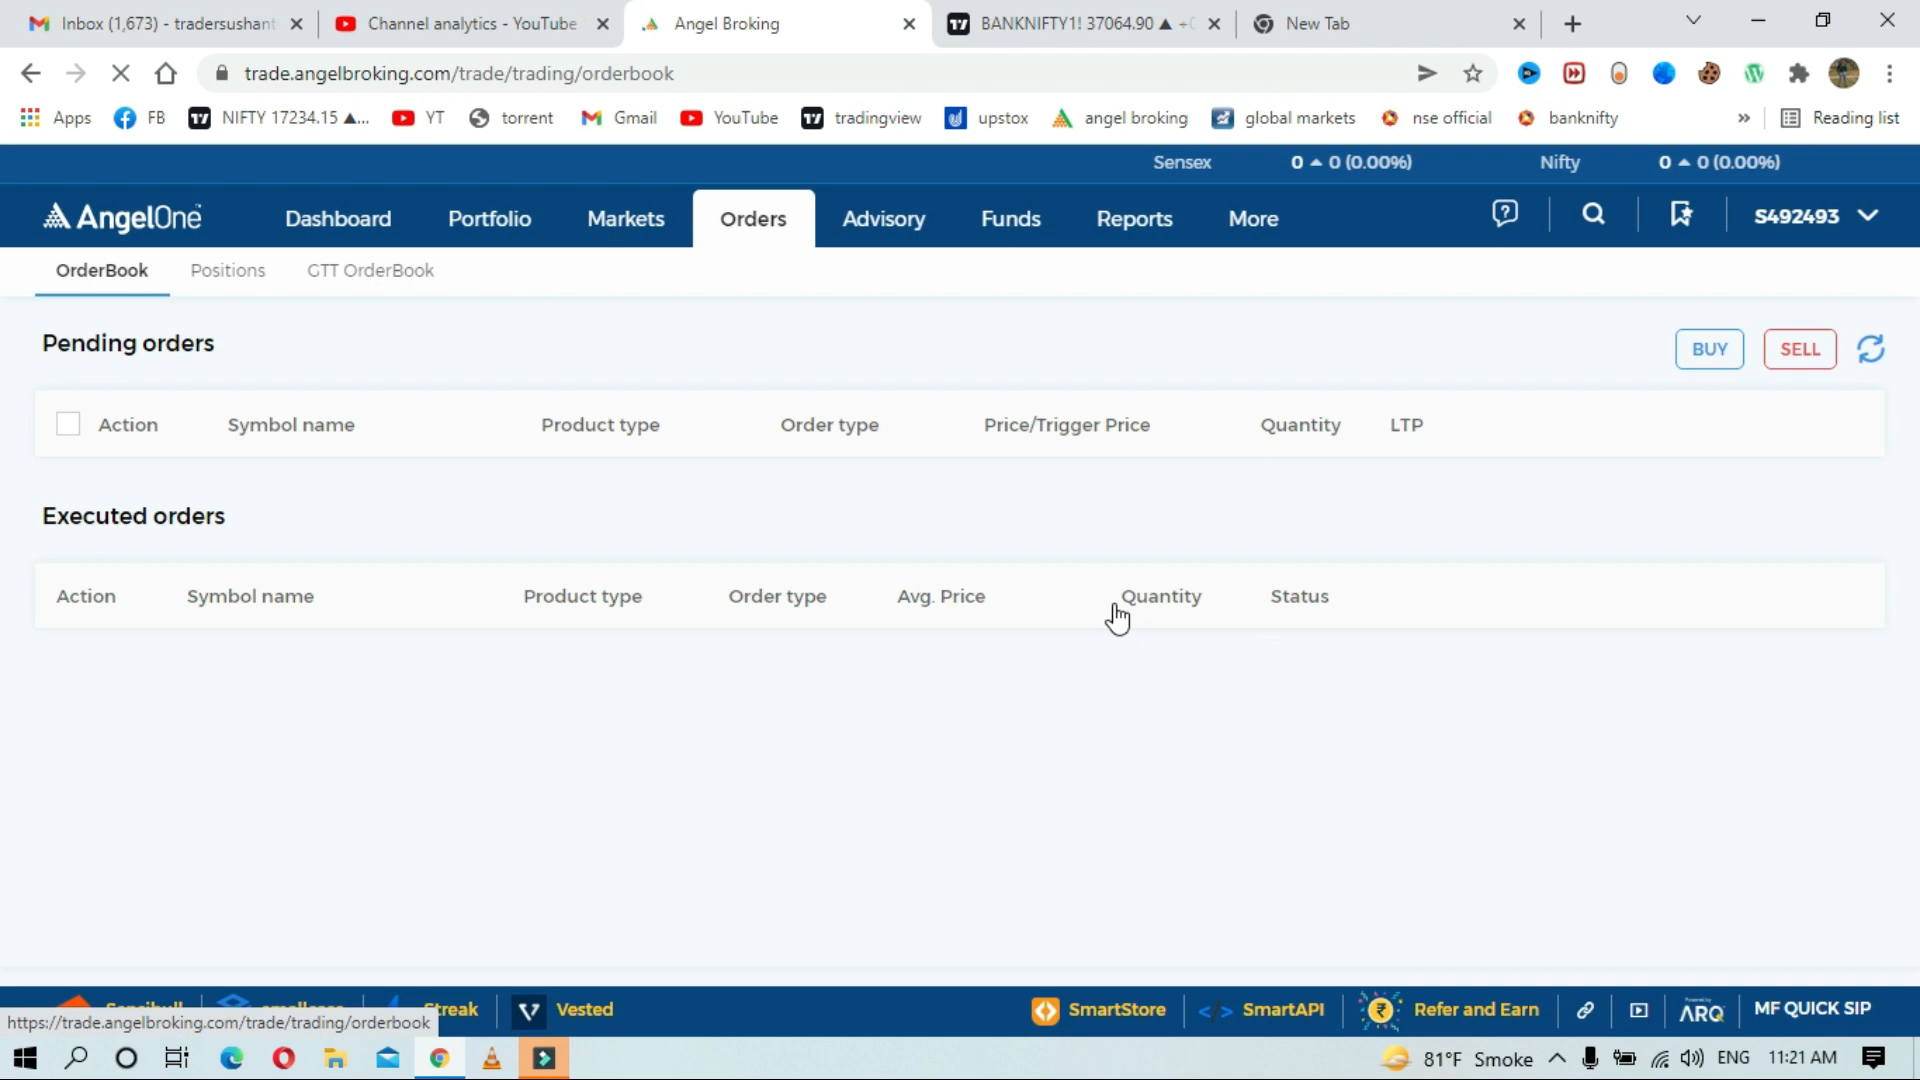 Inbox (1,673) - tradersushant
Channel analytics - YouTube
Angel Broking
BANKNIFTY1! 37064.90 ▲ +
New Tab
trade.angelbroking.com/trade/trading/orderbook
Apps
FB
NIFTY 17234.15 ▲...
YT
torrent
Gmail
YouTube
tradingview
upstox
angel broking
global markets
nse official
banknifty
»
Reading list
Sensex 0 ▲ 0 (0.00%)
Nifty 0 ▲ 0 (0.00%)
AngelOne
Dashboard
Portfolio
Markets
Orders
Advisory
Funds
Reports
More
S492493
OrderBook
Positions
GTT OrderBook
Pending orders
BUY
SELL
Action Symbol name Product type Order type Price/Trigger Price Quantity LTP
Executed orders
Action Symbol name Product type Order type Avg. Price Quantity Status
Vested
SmartStore
SmartAPI
Refer and Earn
Powered by
ARQ
MF QUICK SIP
https://trade.angelbroking.com/trade/trading/orderbook
81°F Smoke
ENG
11:21 AM